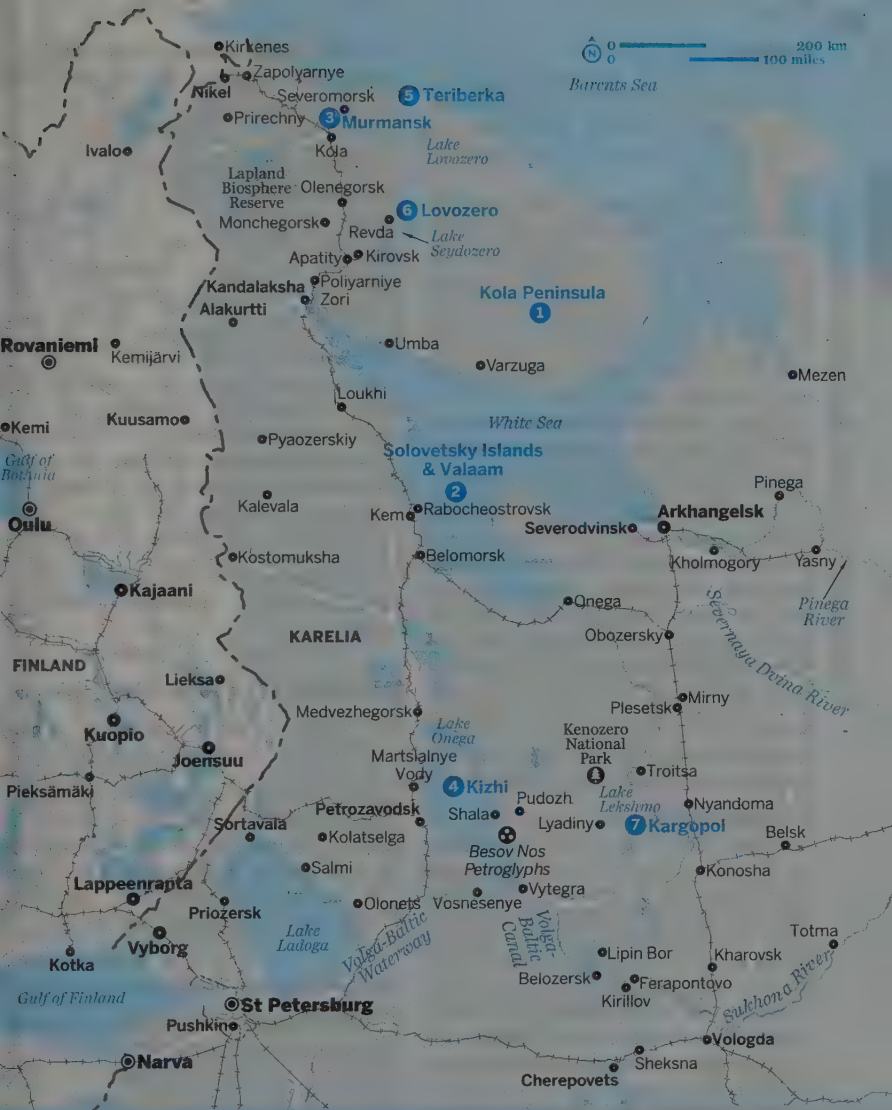 Kirkenes
N
0 200 km
0 100 miles
Zapolyarnye
Nikel
Barents Sea
Severomorsk
5 Teriberka
Prirechny
3 Murmansk
Ivalo
Kola
Lake
Lovozero
Lapland
Biosphere
Reserve
Olenegorsk
6 Lovozero
Monchegorsk
Revda
Lake
Seydozero
Apatity
Kirovsk
Poliyarniye
Zori
Kandalaksha
Kola Peninsula
1
Alakurtti
Rovaniemi
Kemijärvi
Umba
Varzuga
Mezen
Loukhi
Kemi
Kuusamo
White Sea
Pyaozerskiy
Solovetsky Islands
& Valaam
2
Gulf of
Bothnia
Pinega
Kalevala
Oulu
Kem
Rabocheostrovsk
Arkhangelsk
Severodvinsk
Kostomuksha
Belomorsk
Kholmogory
Yasny
Kajaani
Onega
Pinega
River
Severnaya Dvina River
KARELIA
Obozersky
FINLAND
Lieksa
Mirny
Plesetsk
Medvezhegorsk
Kuopio
Lake
Onega
Kenozero
National
Park
Joensuu
Martsialnye
Vody
Troitsa
Pieksämäki
4 Kizhi
Lake
Lekshmo
Pudozh
Nyandoma
Petrozavodsk
Shala
Lyadiny
7 Kargopol
Sortavala
Kolatselga
Belsk
Besov Nos
Petroglyphs
Salmi
Konosha
Lappeenranta
Vytegra
Vosnesenye
Priozersk
Olonets
Lake
Ladoga
Volga-Baltic
Waterway
Volga-
Baltic
Canal
Vyborg
Totma
Kotka
Lipin Bor
Kharovsk
Belozersk
Ferapontovo
Kirillov
Gulf of Finland
Sukhona River
St Petersburg
Pushkin
Vologda
Narva
Sheksna
Cherepovets